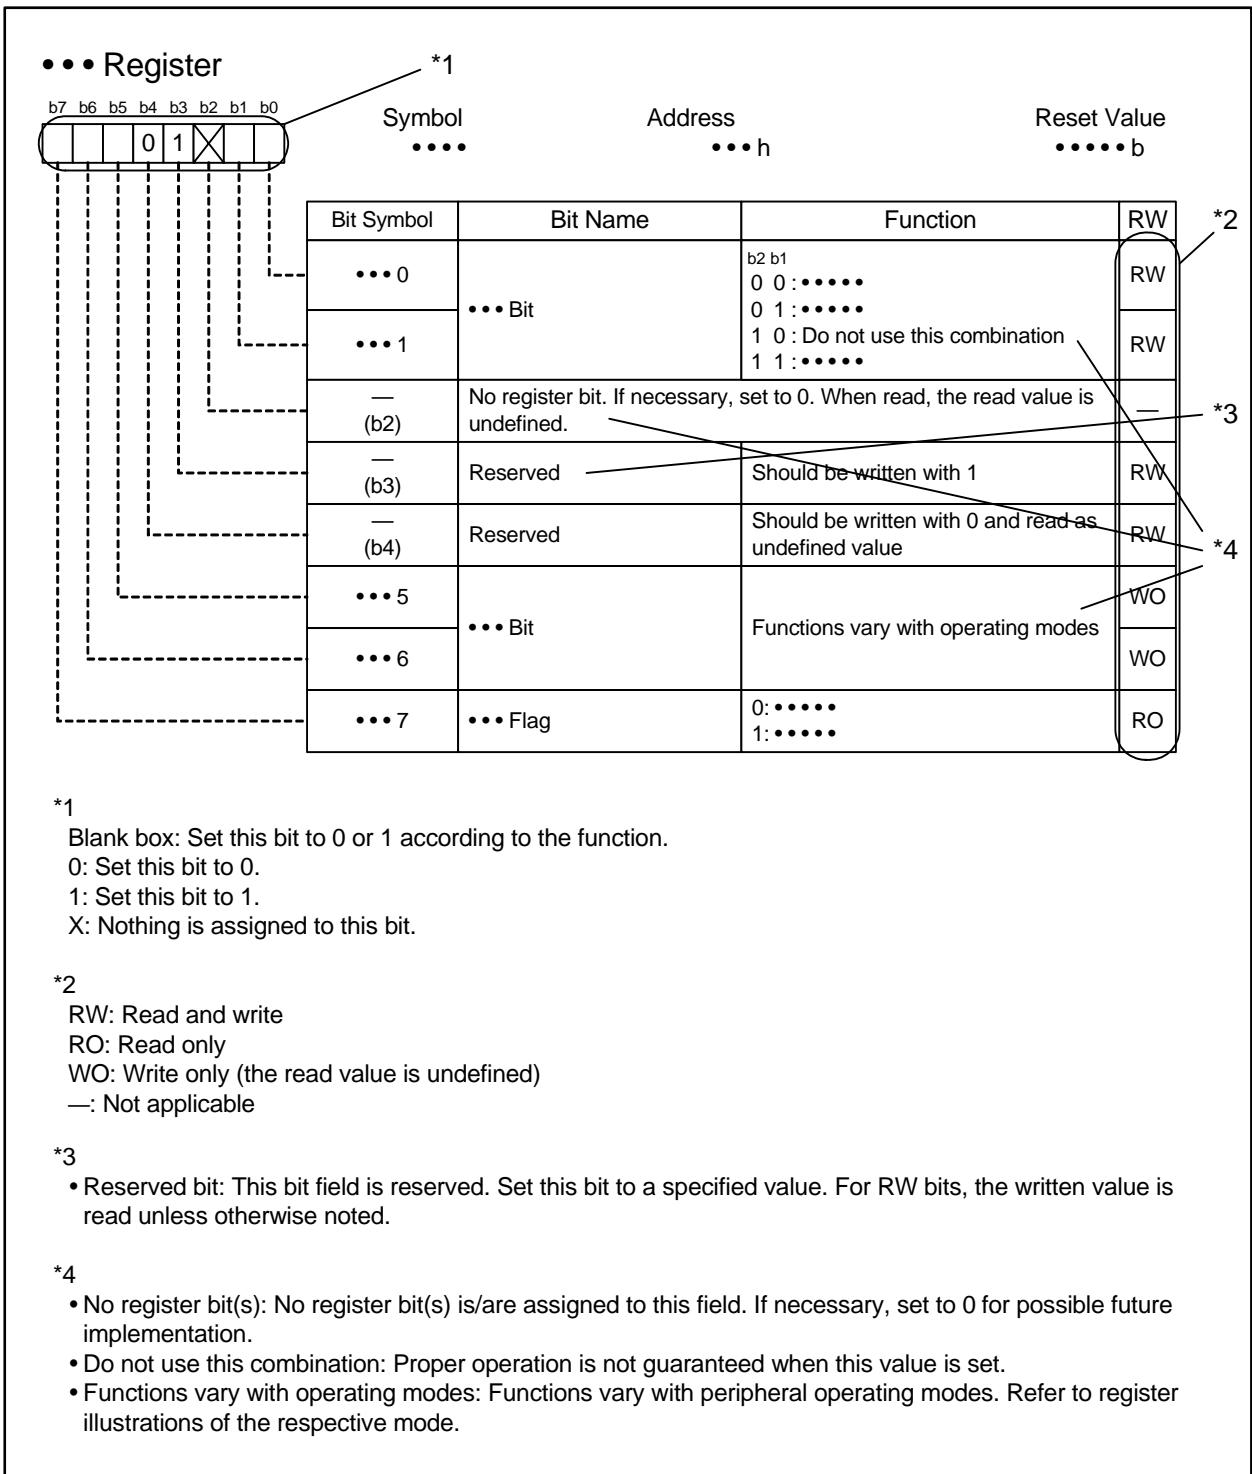 ••• Register
*1
b7 b6 b5 b4 b3 b2 b1 b0
0 1 X
Symbol Address Reset Value
•••• •••h •••••b
Bit Symbol Bit Name Function RW
*2
•••0
•••1
••• Bit
b2 b1
0 0 : •••••
0 1 : •••••
1 0 : Do not use this combination
1 1 : •••••
RW
RW
—
(b2)
No register bit. If necessary, set to 0. When read, the read value is
undefined.
—
*3
—
(b3)
Reserved
Should be written with 1
RW
—
(b4)
Reserved
Should be written with 0 and read as
undefined value
RW
*4
•••5
•••6
••• Bit
Functions vary with operating modes
WO
WO
•••7
••• Flag
0: •••••
1: •••••
RO
*1
Blank box: Set this bit to 0 or 1 according to the function.
0: Set this bit to 0.
1: Set this bit to 1.
X: Nothing is assigned to this bit.
*2
RW: Read and write
RO: Read only
WO: Write only (the read value is undefined)
—: Not applicable
*3
• Reserved bit: This bit field is reserved. Set this bit to a specified value. For RW bits, the written value is
read unless otherwise noted.
*4
• No register bit(s): No register bit(s) is/are assigned to this field. If necessary, set to 0 for possible future
implementation.
• Do not use this combination: Proper operation is not guaranteed when this value is set.
• Functions vary with operating modes: Functions vary with peripheral operating modes. Refer to register
illustrations of the respective mode.